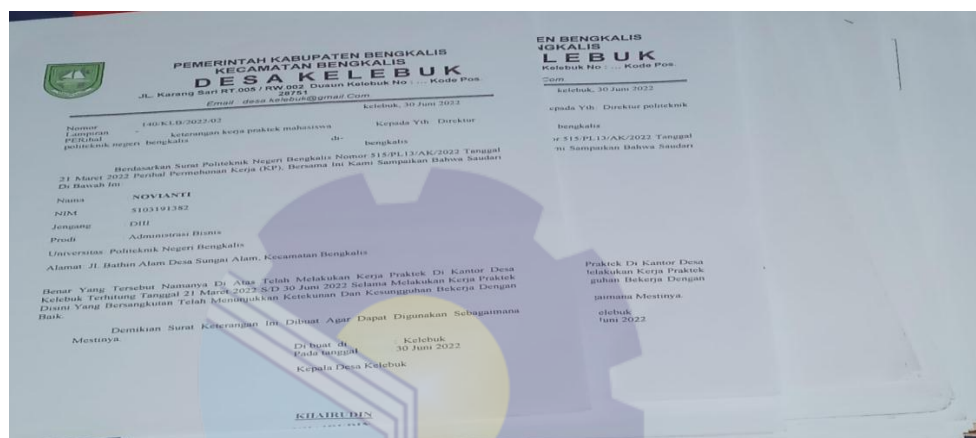 PEMERINTAH KABUPATEN BENGKALIS
KECAMATAN BENGKALIS
DESA KELEBUK
JL. Karang Sari RT.005 / RW.002 Dusun Kelebuk No : ... Kode Pos
28751
Email : desa kelebuk@gmail.Com
kelebuk, 30 Juni 2022
Nomor : 140/KLB/2022/02 Kepada Yth. Direktur
Lampiran : -
PERihal : keterangan kerja praktek mahasiswa
politeknik negeri bengkalis di-
bengkalis
Berdasarkan Surat Politeknik Negeri Bengkalis Nomor 515/PL13/AK/2022 Tanggal
21 Maret 2022 Perihal Permohonan Kerja (KP), Bersama Ini Kami Sampaikan Bahwa Saudari
Di Bawah Ini
Nama : NOVIANTI
NIM : 5103191382
Jengang : DIII
Prodi : Administrasi Bisnis
Universitas: Politeknik Negeri Bengkalis
Alamat: Jl. Bathin Alam Desa Sungai Alam, Kecamatan Bengkalis
Benar Yang Tersebut Namanya Di Atas Telah Melakukan Kerja Praktek Di Kantor Desa
Kelebuk Terhitung Tanggal 21 Maret 2022 S/D 30 Juni 2022 Selama Melakukan Kerja Praktek
Disini Yang Bersangkutan Telah Menunjukkan Ketekunan Dan Kesungguhan Bekerja Dengan
Baik.
Demikian Surat Keterangan Ini Dibuat Agar Dapat Digunakan Sebagaimana
Mestinya.
Di buat di : Kelebuk
Pada tanggal : 30 Juni 2022
Kepala Desa Kelebuk
KHAIRUDIN
EN BENGKALIS
NGKALIS
LEBUK
Kelebuk No : ... Kode Pos.
Com
kelebuk, 30 Juni 2022
epada Yth. Direktur politeknik
bengkalis
or 515/PL13/AK/2022 Tanggal
ni Sampaikan Bahwa Saudari
Praktek Di Kantor Desa
Melakukan Kerja Praktek
guhan Bekerja Dengan
gaimana Mestinya.
elebuk
Juni 2022